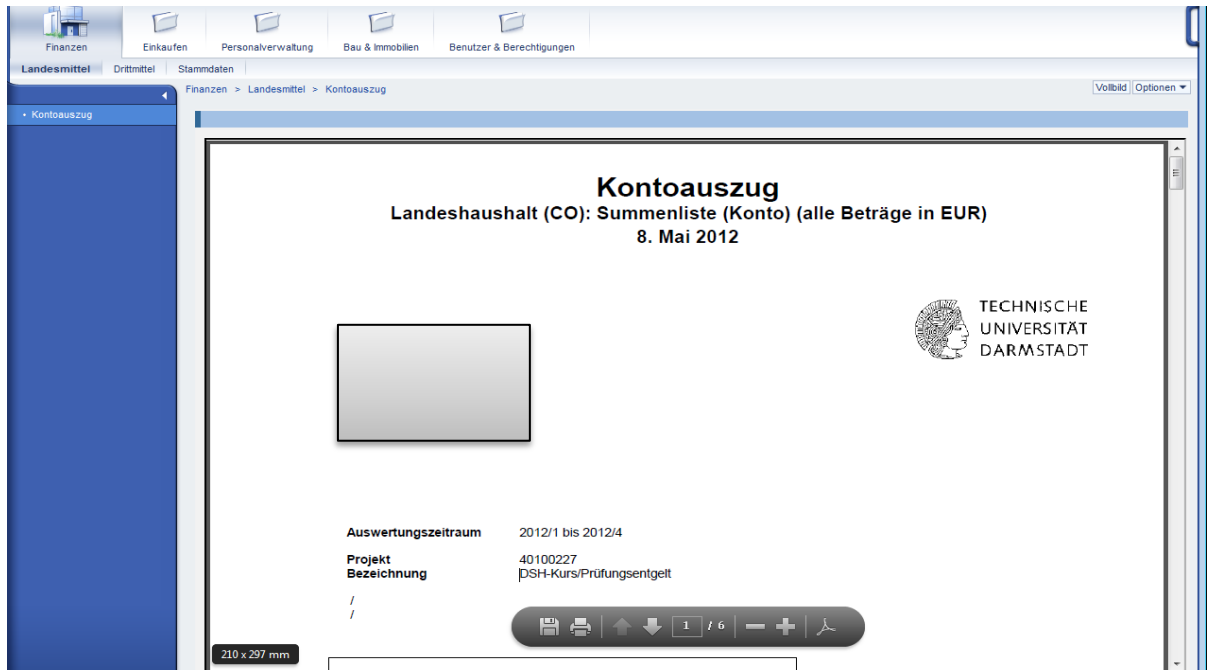 Finanzen
Einkaufen
Personalverwaltung
Bau & Immobilien
Benutzer & Berechtigungen
Landesmittel
Drittmittel
Stammdaten
Finanzen > Landesmittel > Kontoauszug
Vollbild
Optionen
• Kontoauszug
Kontoauszug
Landeshaushalt (CO): Summenliste (Konto) (alle Beträge in EUR)
8. Mai 2012
TECHNISCHE
UNIVERSITÄT
DARMSTADT
Auswertungszeitraum 2012/1 bis 2012/4
Projekt 40100227
Bezeichnung DSH-Kurs/Prüfungsentgelt
/
/
1 / 6
210 x 297 mm